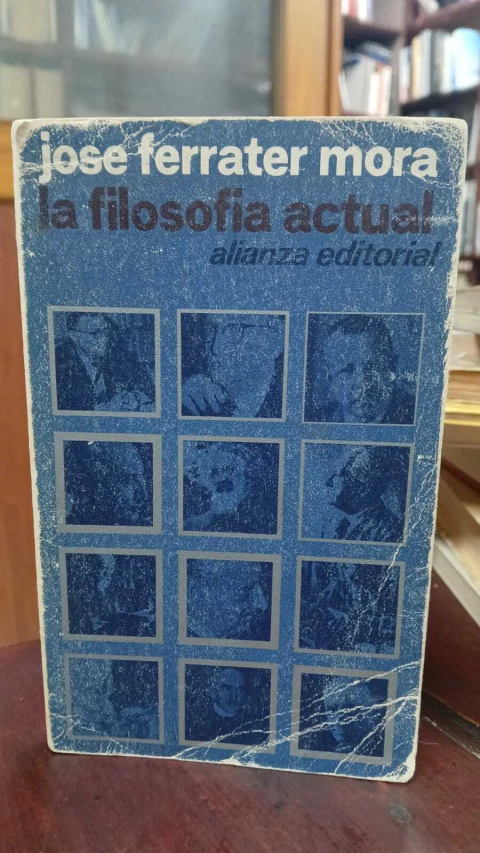 jose ferrater mora
la filosofia actual
alianza editorial